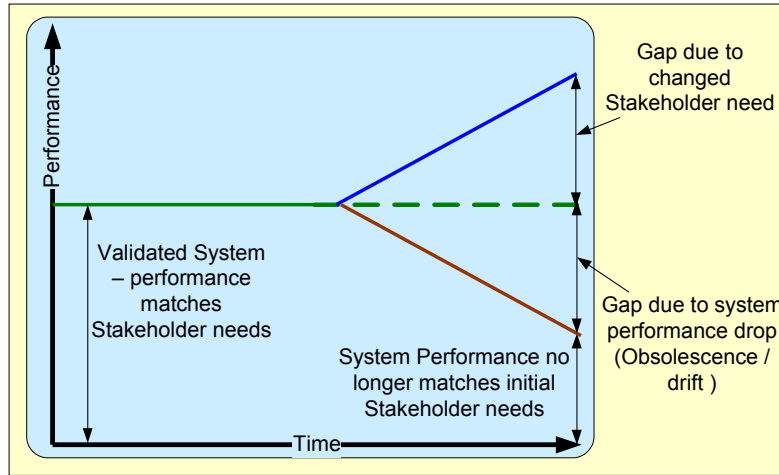 Performance
Gap due to
changed
Stakeholder need
Validated System
– performance
matches
Stakeholder needs
System Performance no
longer matches initial
Stakeholder needs
Gap due to system
performance drop
(Obsolescence /
drift )
Time